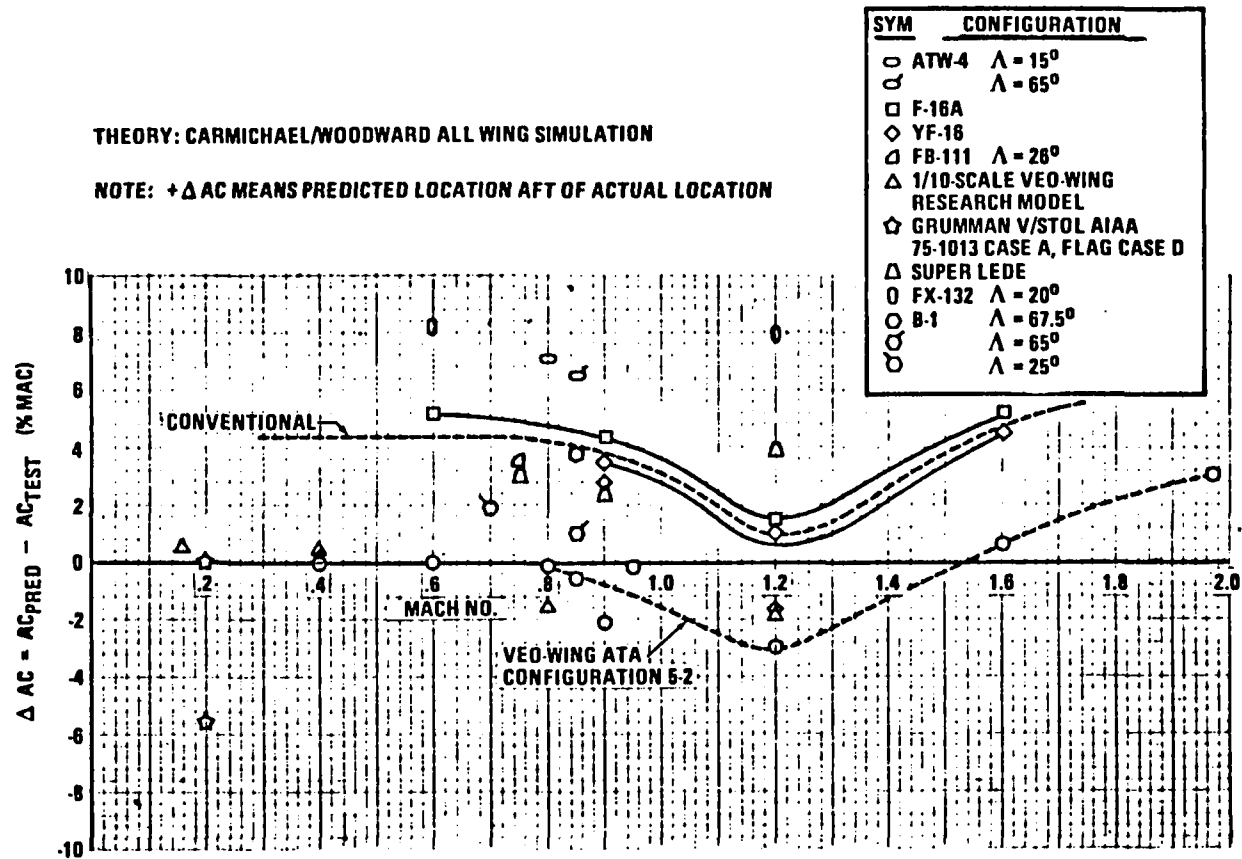 SYM CONFIGURATION
ATW-4 Λ = 15°
Λ = 65°
F-16A
YF-16
FB-111 Λ = 26°
1/10-SCALE VEO-WING
RESEARCH MODEL
GRUMMAN V/STOL AIAA
75-1013 CASE A, FLAG CASE D
SUPER LEDE
FX-132 Λ = 20°
B-1 Λ = 67.5°
Λ = 65°
Λ = 25°
THEORY: CARMICHAEL/WOODWARD ALL WING SIMULATION
NOTE: +Δ AC MEANS PREDICTED LOCATION AFT OF ACTUAL LOCATION
Δ AC = AC PRED − AC TEST (% MAC)
10
8
6
4
2
0
-2
-4
-6
-8
-10
CONVENTIONAL
.2 .4 .6 .8 1.0 1.2 1.4 1.6 1.8 2.0
MACH NO.
VEO-WING ATA
CONFIGURATION 5-2